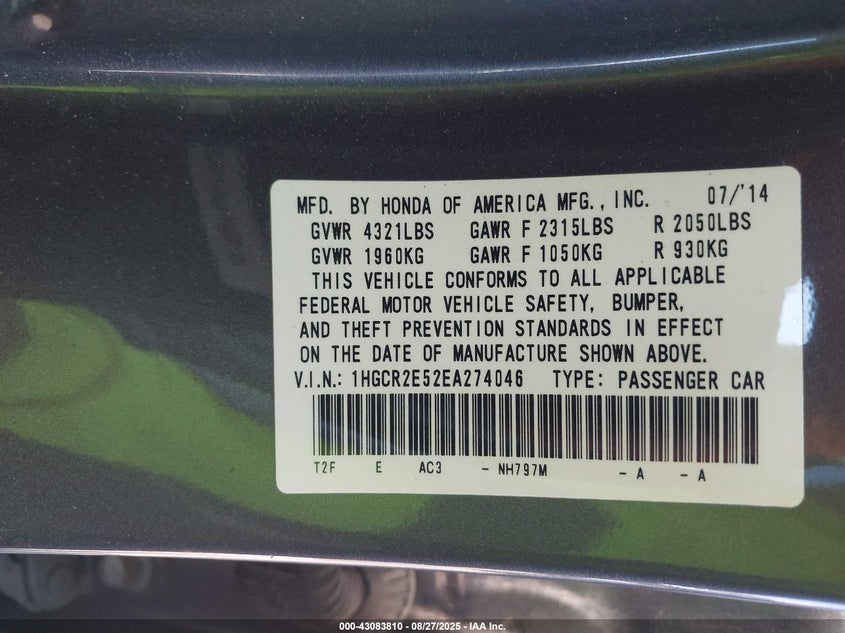 MFD. BY HONDA OF AMERICA MFG., INC. 07/'14
GVWR 4321LBS GAWR F 2315LBS R 2050LBS
GVWR 1960KG GAWR F 1050KG R 930KG
THIS VEHICLE CONFORMS TO ALL APPLICABLE
FEDERAL MOTOR VEHICLE SAFETY, BUMPER,
AND THEFT PREVENTION STANDARDS IN EFFECT
ON THE DATE OF MANUFACTURE SHOWN ABOVE.
V.I.N.: 1HGCR2E52EA274046 TYPE: PASSENGER CAR
T2F E AC3 - NH797M - A - A
000-43083810 - 08/27/2025 - IAA Inc.